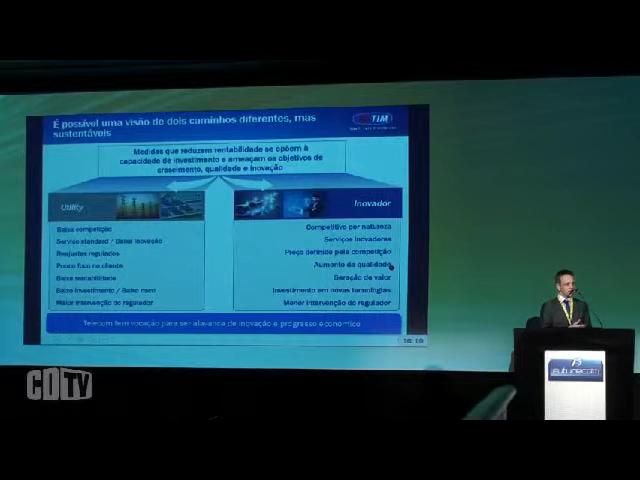 É possível uma visão de dois caminhos diferentes, mas
sustentáveis
TIM
Medidas que reduzem rentabilidade se opõem à
capacidade de investimento e ameaçam os objetivos de
crescimento, qualidade e inovação
Utility
Inovador
Baixa competição
Serviço standard / Baixa inovação
Reajustes regulados
Pouco foco no cliente
Baixa rentabilidade
Baixo investimento / Baixo risco
Maior intervenção do regulador
Competitivo por natureza
Serviços inovadores
Preço definido pela competição
Aumento da qualidade
Geração de valor
Investimento em novas tecnologias
Menor intervenção do regulador
Telecom tem vocação para ser alavanca de inovação e progresso econômico
16:10
CDTV
futurecom